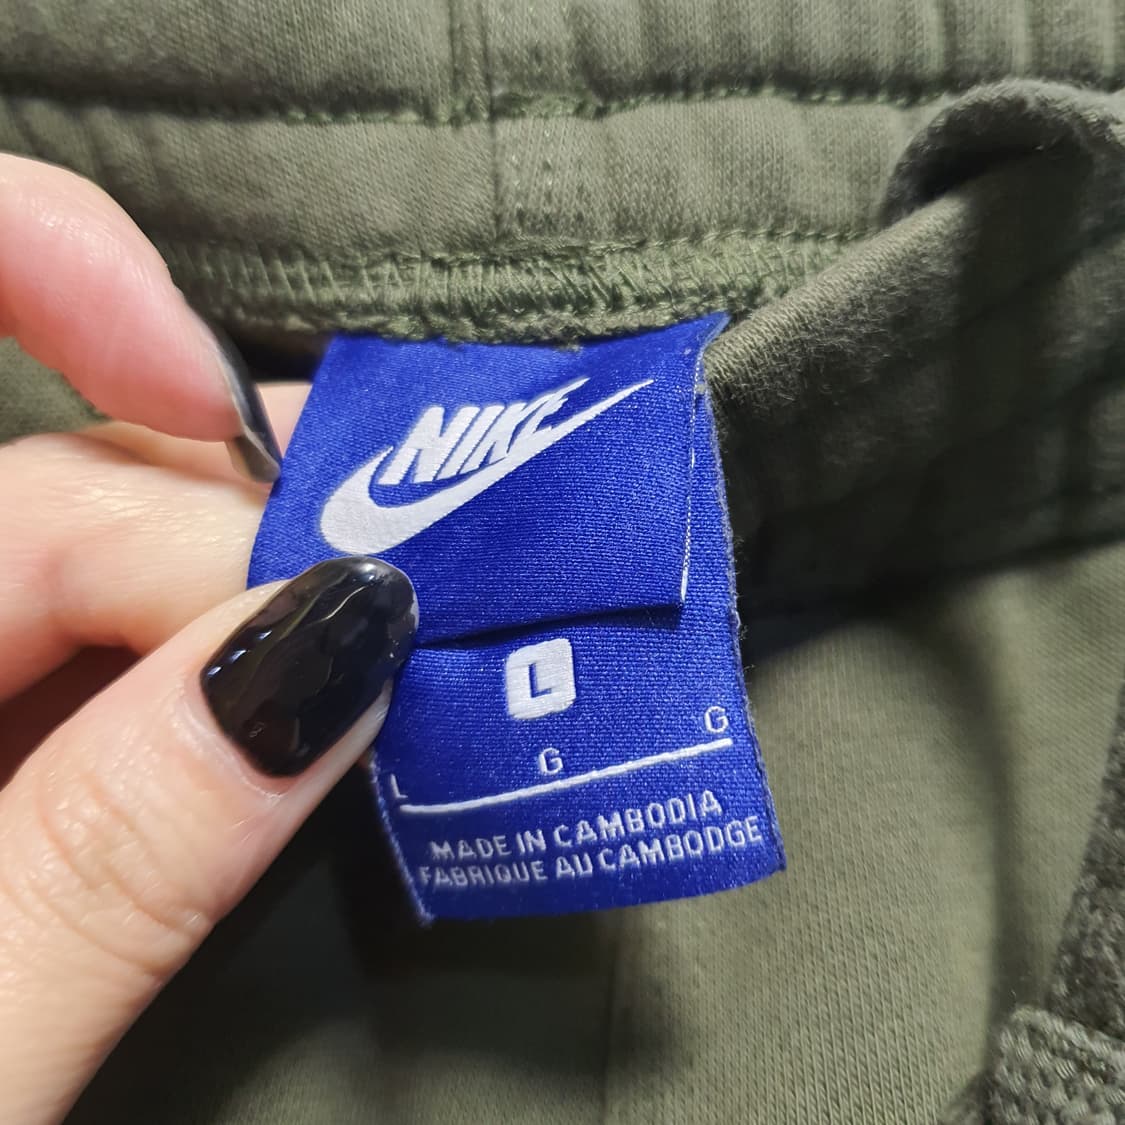 NIKE
L
L G G
MADE IN CAMBODIA
FABRIQUE AU CAMBODGE